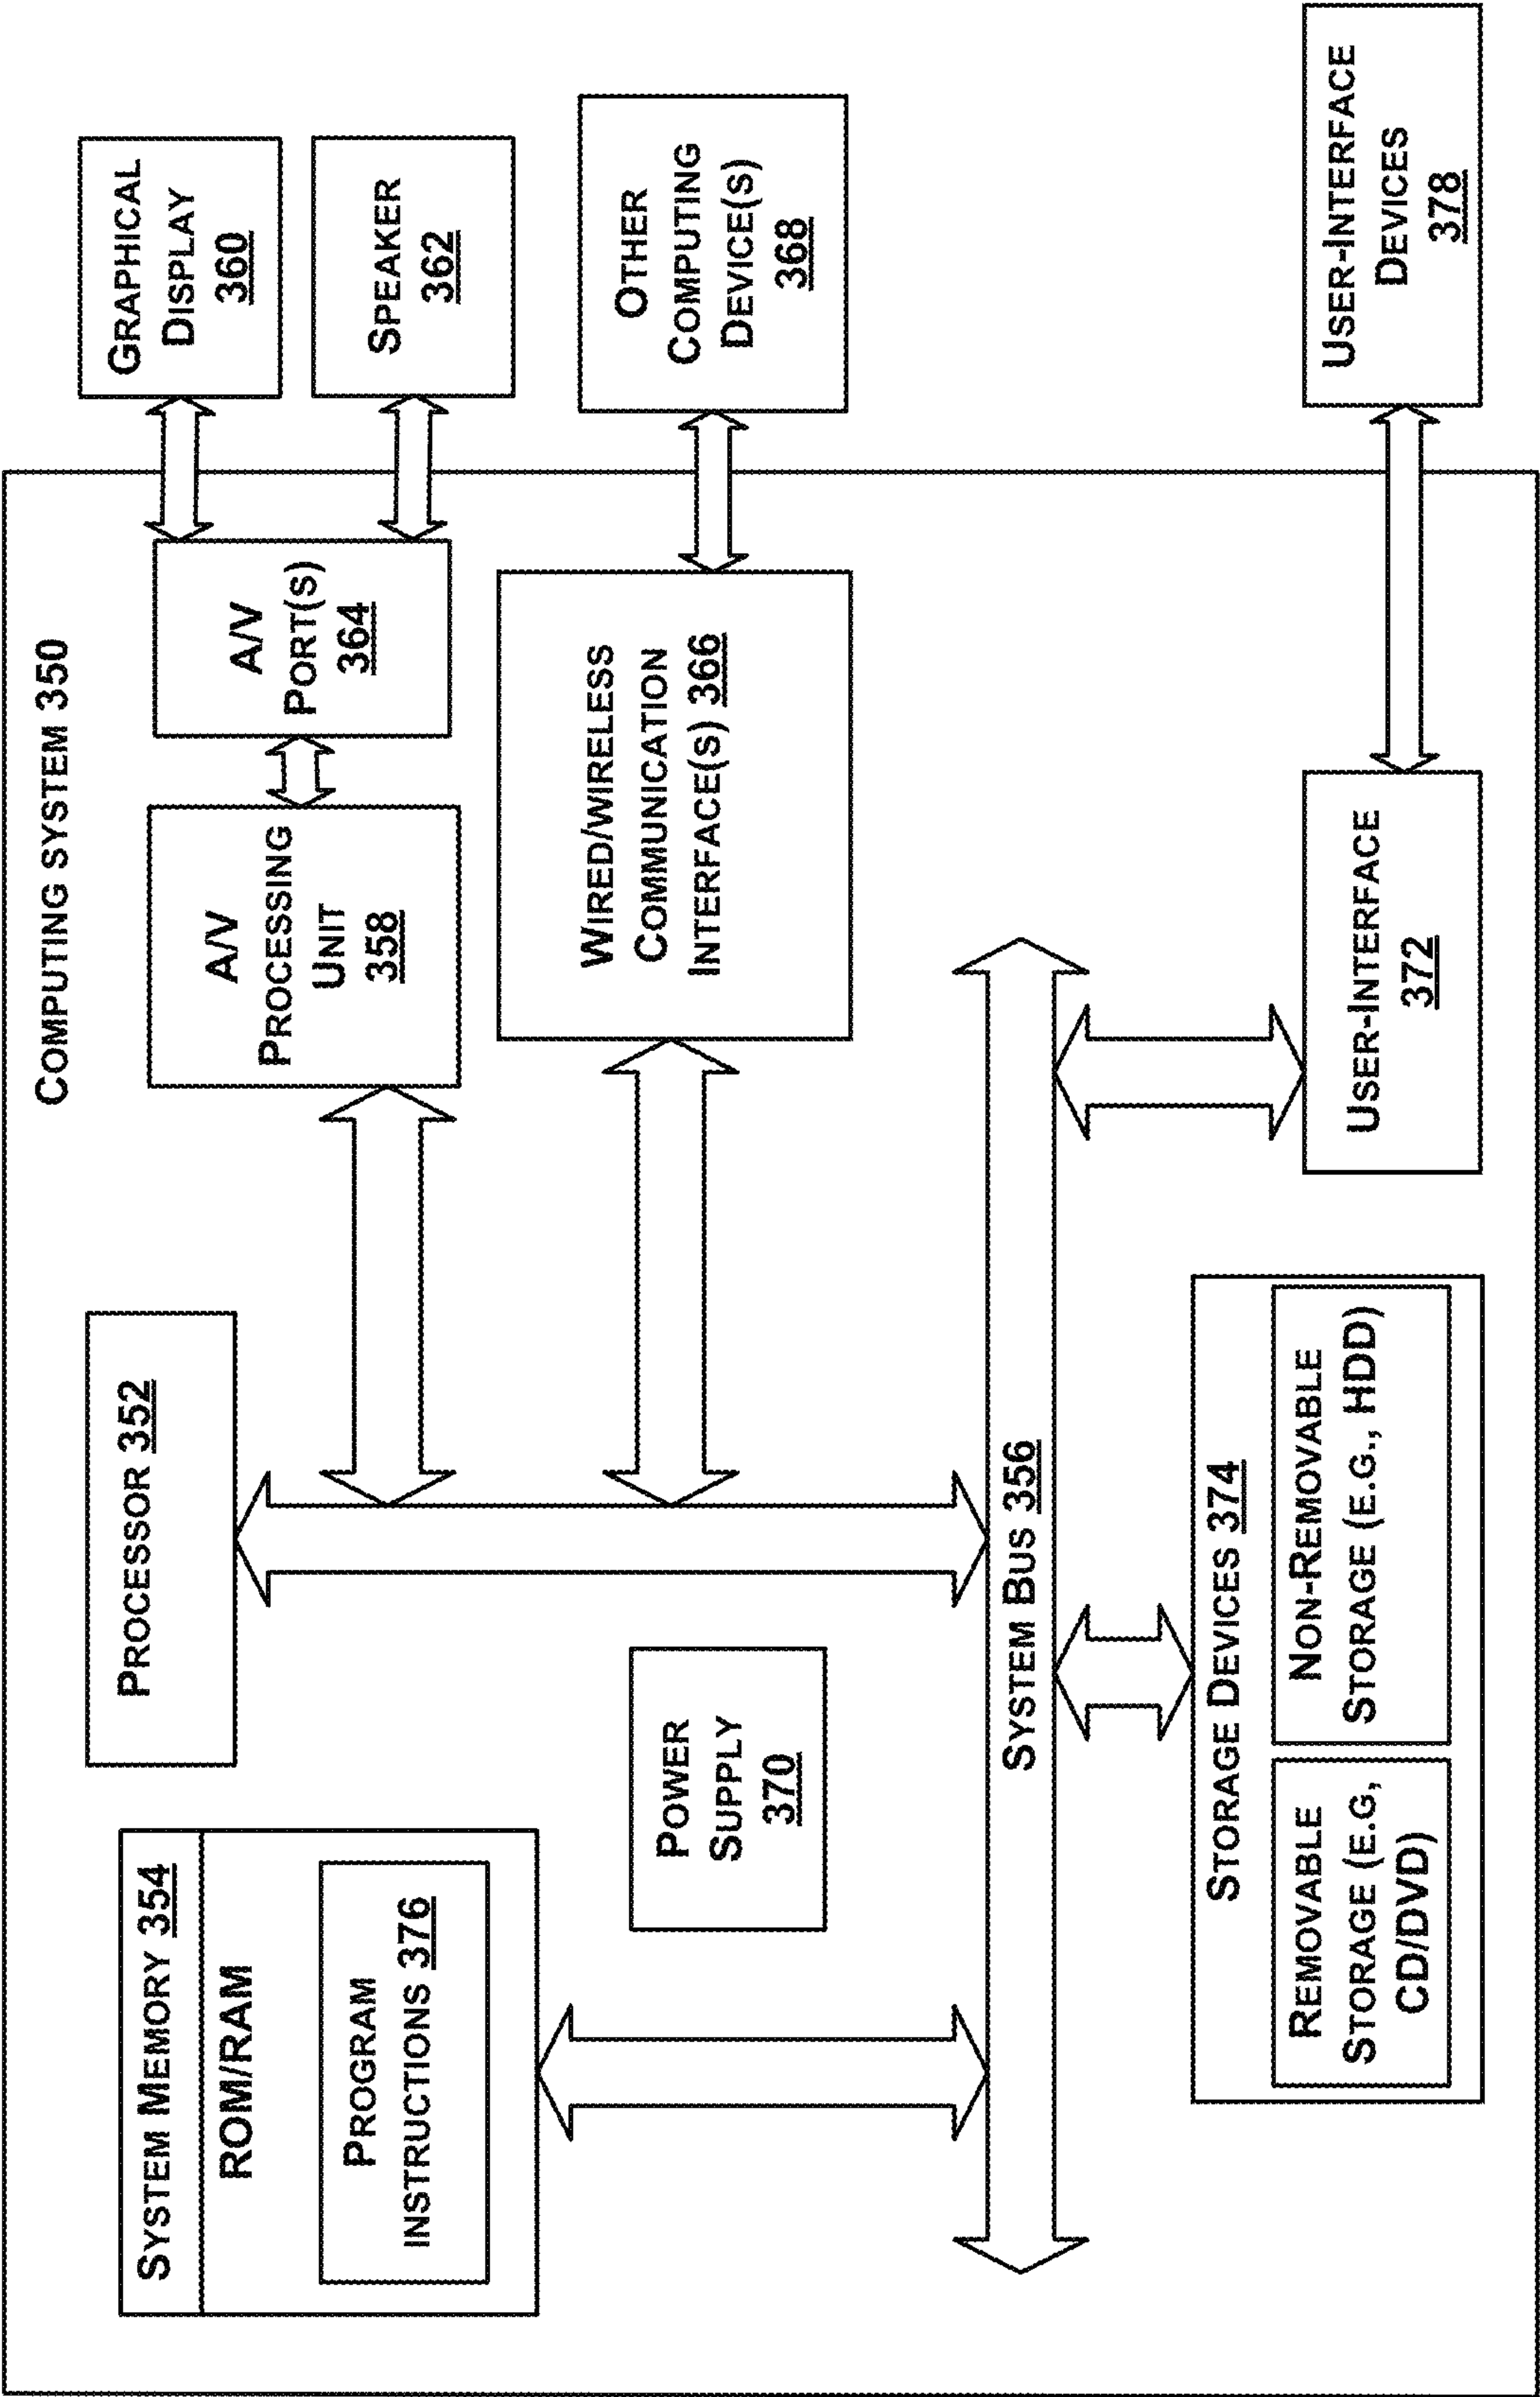 COMPUTING SYSTEM 350
SYSTEM MEMORY 354
ROM/RAM
PROGRAM
INSTRUCTIONS 376
PROCESSOR 352
A/V
PROCESSING
UNIT
358
A/V
PORT(S)
364
GRAPHICAL
DISPLAY
360
SPEAKER
362
POWER
SUPPLY
370
WIRED/WIRELESS
COMMUNICATION
INTERFACE(S) 366
OTHER
COMPUTING
DEVICE(S)
368
SYSTEM BUS 356
STORAGE DEVICES 374
REMOVABLE
STORAGE (E.G,
CD/DVD)
NON-REMOVABLE
STORAGE (E.G., HDD)
USER-INTERFACE
372
USER-INTERFACE
DEVICES
378